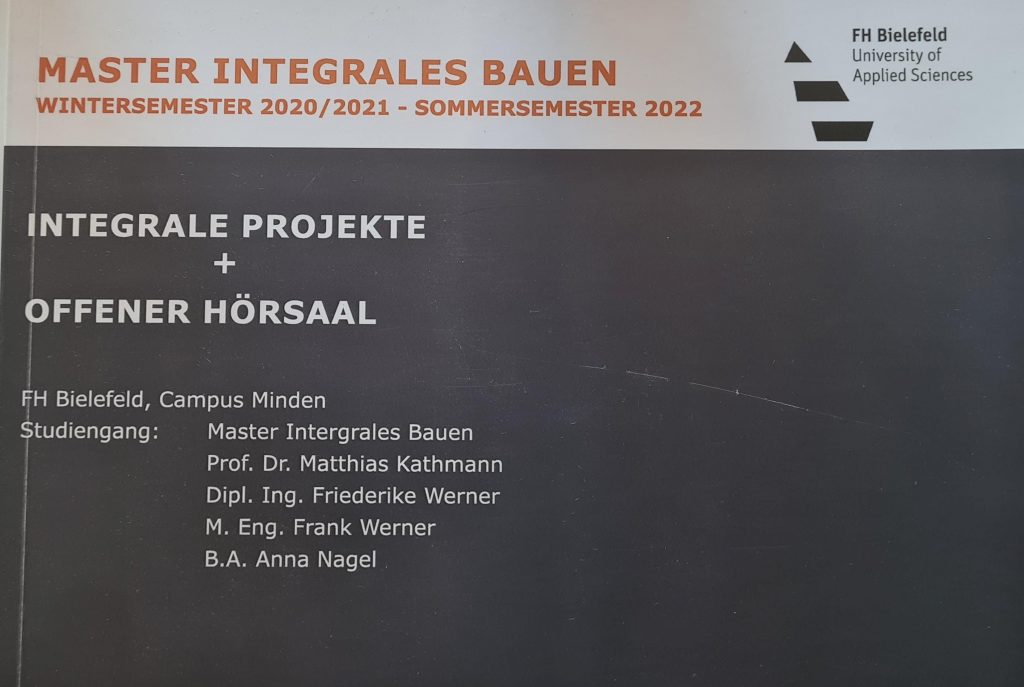 MASTER INTEGRALES BAUEN
WINTERSEMESTER 2020/2021 - SOMMERSEMESTER 2022
FH Bielefeld
University of
Applied Sciences
INTEGRALE PROJEKTE
+
OFFENER HÖRSAAL
FH Bielefeld, Campus Minden
Studiengang: Master Intergrales Bauen
Prof. Dr. Matthias Kathmann
Dipl. Ing. Friederike Werner
M. Eng. Frank Werner
B.A. Anna Nagel